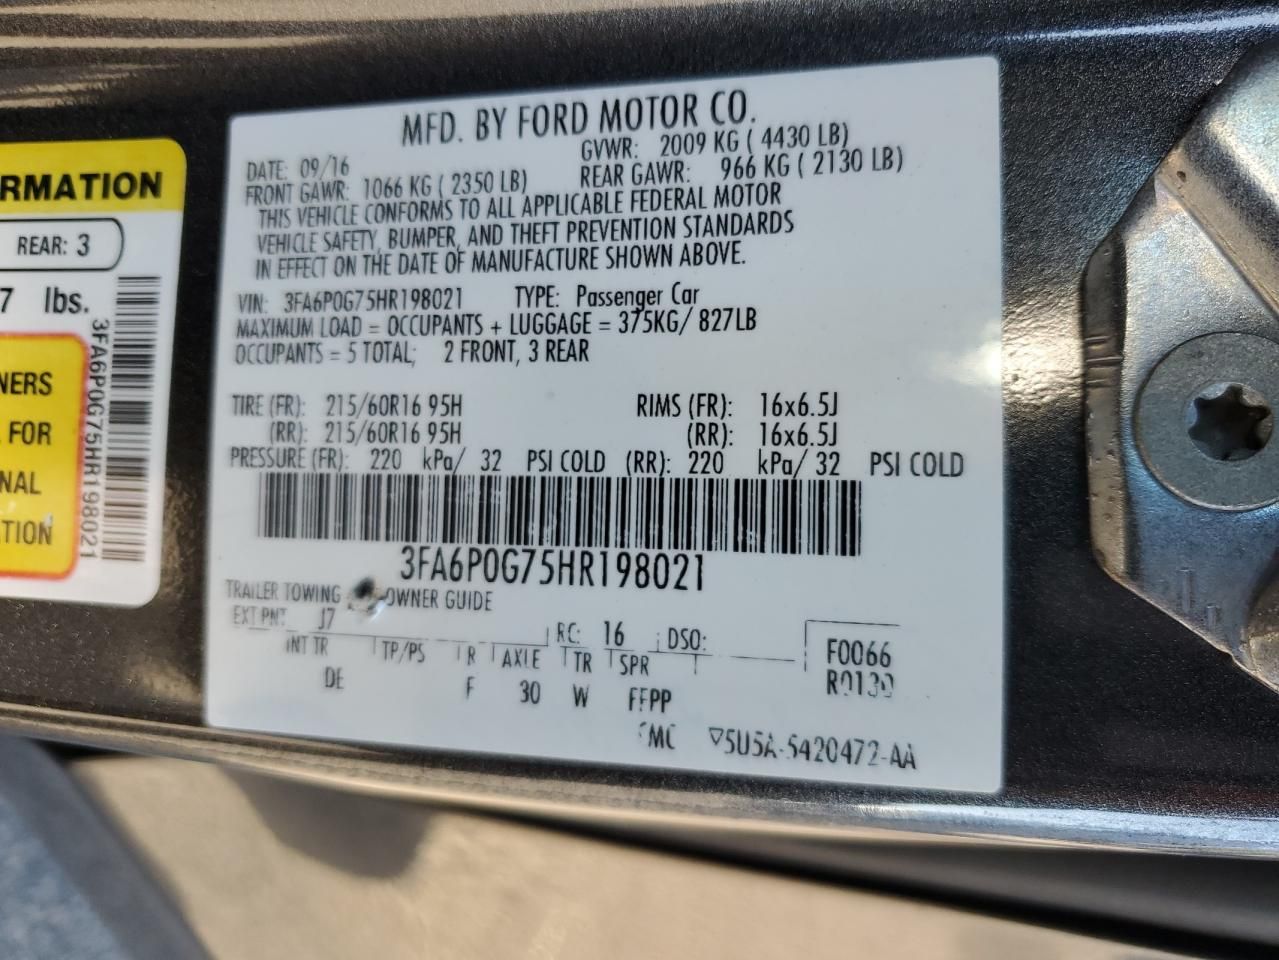 RMATION
REAR: 3
7 lbs.
NERS
FOR
NAL
TION
3FA6P0G75HR198021
MFD. BY FORD MOTOR CO.
DATE: 09/16 GVWR: 2009 KG ( 4430 LB)
FRONT GAWR: 1066 KG ( 2350 LB) REAR GAWR: 966 KG ( 2130 LB)
THIS VEHICLE CONFORMS TO ALL APPLICABLE FEDERAL MOTOR
VEHICLE SAFETY, BUMPER, AND THEFT PREVENTION STANDARDS
IN EFFECT ON THE DATE OF MANUFACTURE SHOWN ABOVE.
VIN: 3FA6P0G75HR198021 TYPE: Passenger Car
MAXIMUM LOAD = OCCUPANTS + LUGGAGE = 375KG/ 827LB
OCCUPANTS = 5 TOTAL; 2 FRONT, 3 REAR
TIRE (FR): 215/60R16 95H RIMS (FR): 16x6.5J
(RR): 215/60R16 95H (RR): 16x6.5J
PRESSURE (FR): 220 kPa/ 32 PSI COLD (RR): 220 kPa/ 32 PSI COLD
3FA6P0G75HR198021
TRAILER TOWING OWNER GUIDE
EXT PNT: J7 RC: 16 DSO: F0066
INT TR TP/PS R AXLE TR SPR
DE F 30 W
5U5A-5420472-AA